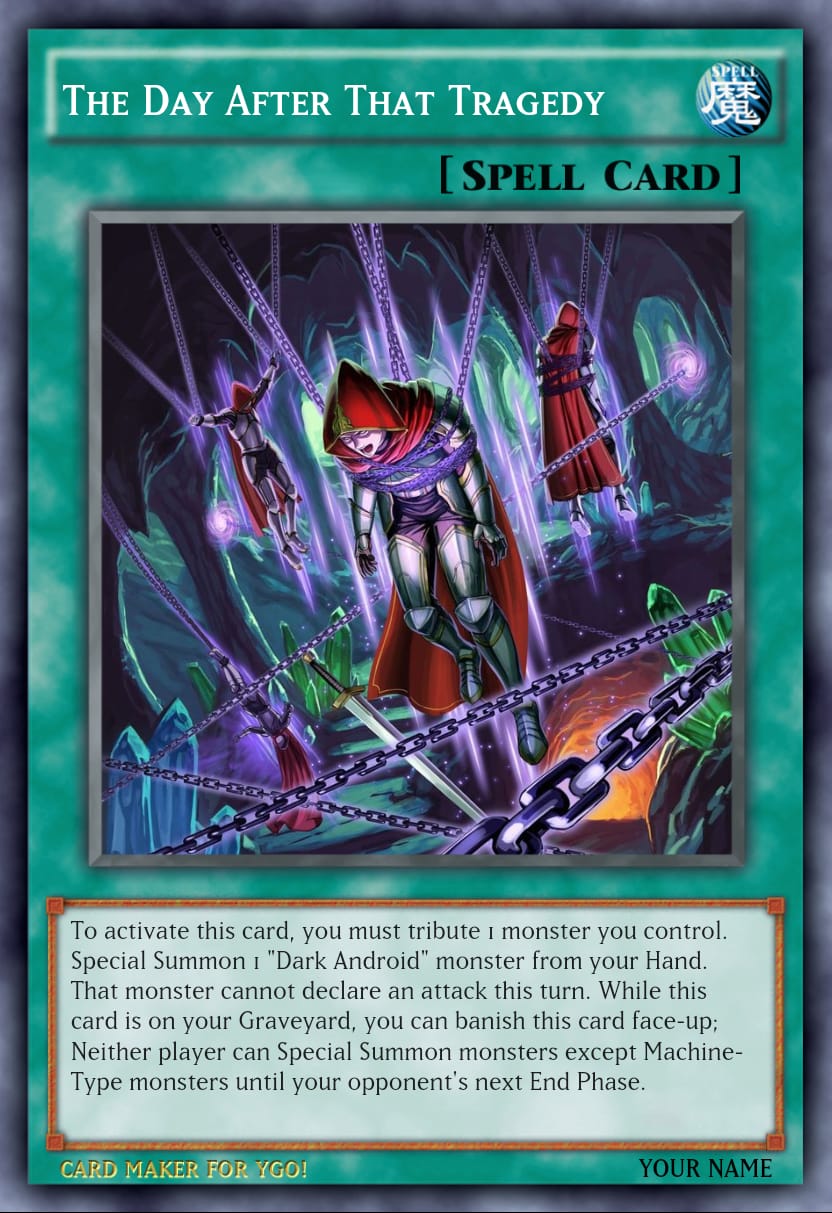 The Day After That Tragedy
SPELL
魔
[Spell Card]
To activate this card, you must tribute 1 monster you control.
Special Summon 1 "Dark Android" monster from your Hand.
That monster cannot declare an attack this turn. While this
card is on your Graveyard, you can banish this card face-up;
Neither player can Special Summon monsters except Machine-
Type monsters until your opponent's next End Phase.
CARD MAKER FOR YGO!
YOUR NAME